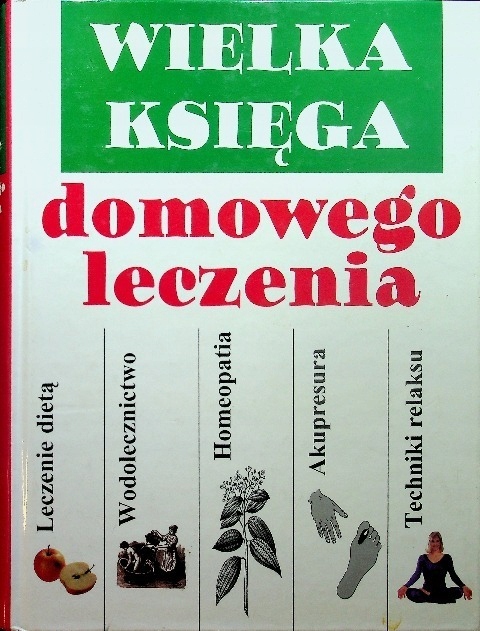 WIELKA
KSIĘGA
domowego
leczenia
Leczenie dietą
Wodolecznictwo
Homeopatia
Akupresura
Techniki relaksu